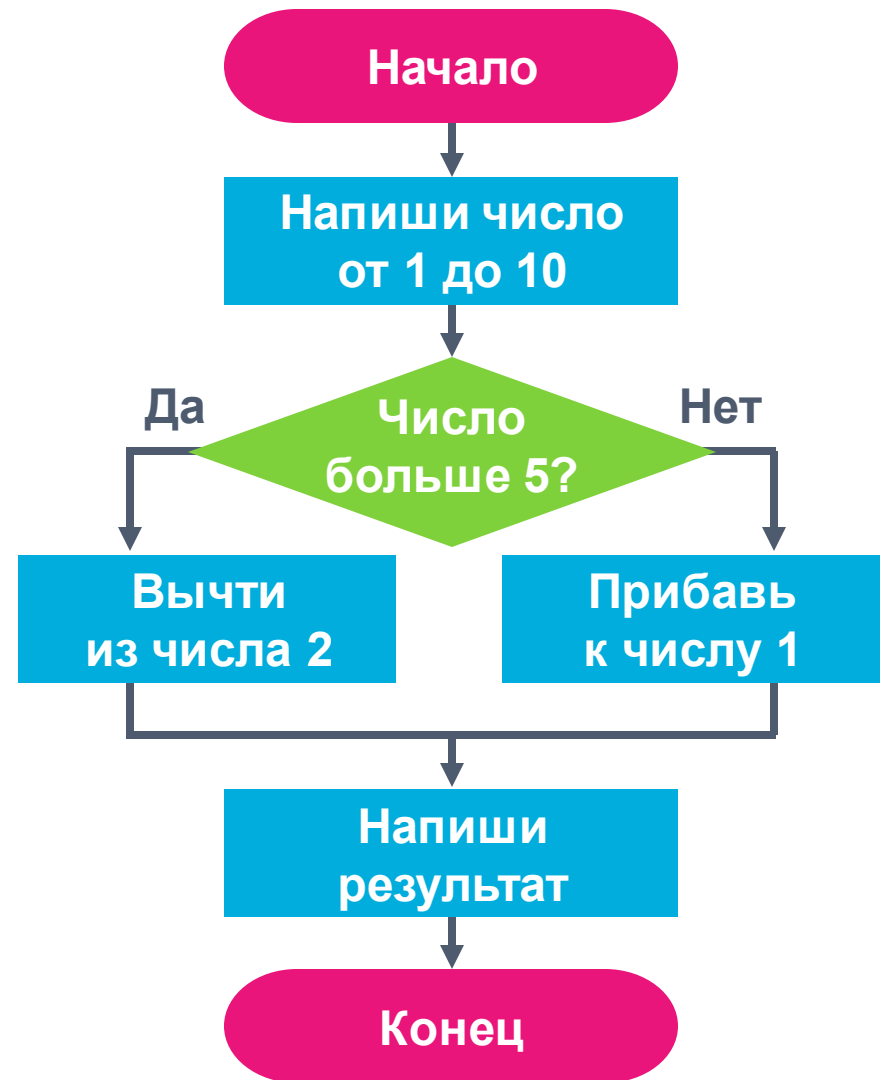 Начало
Напиши число
от 1 до 10
Да
Нет
Число
больше 5?
Вычти
из числа 2
Прибавь
к числу 1
Напиши
результат
Конец